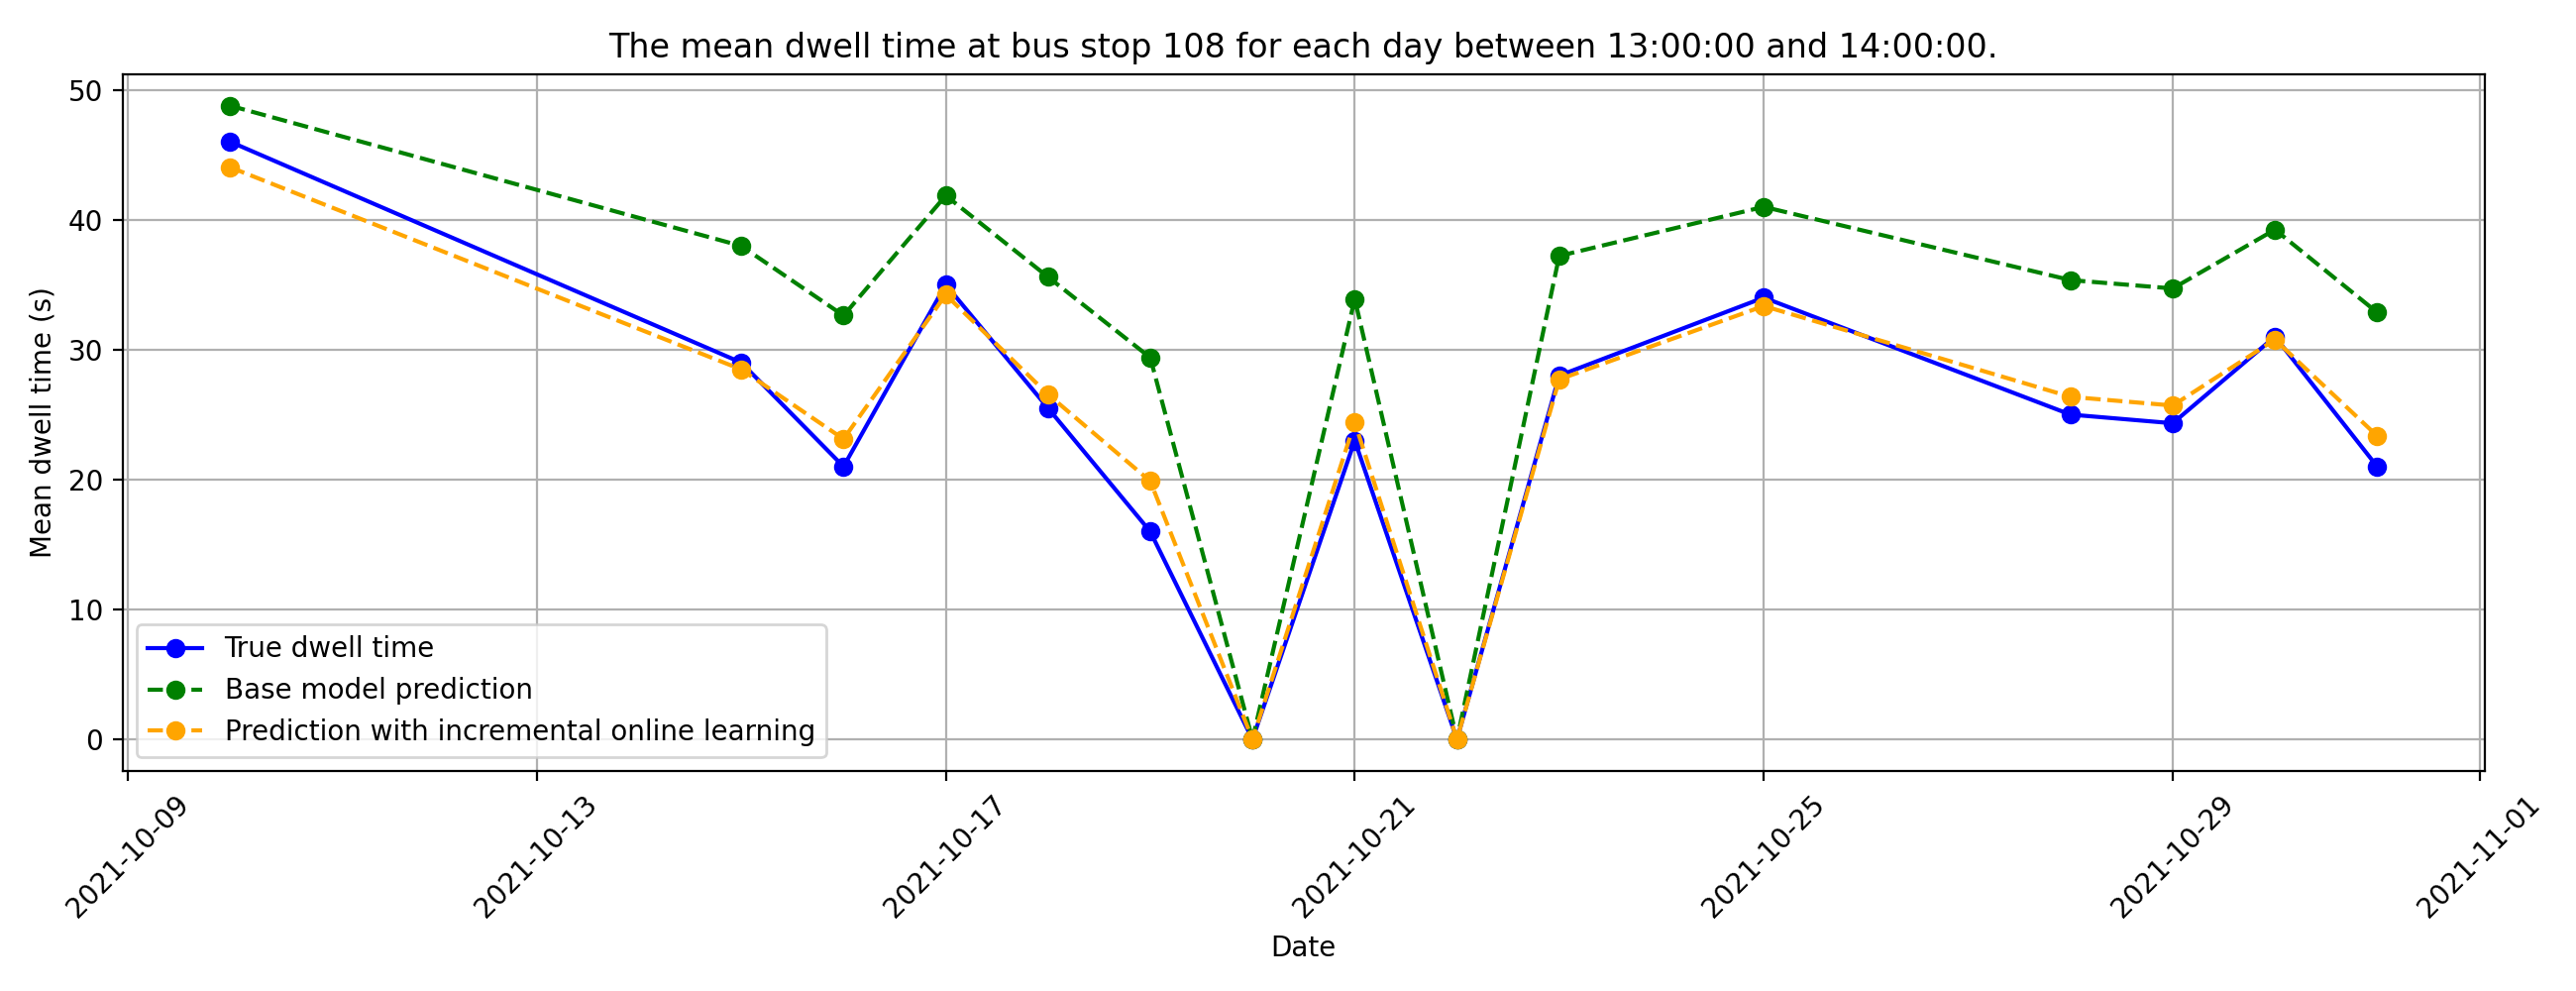 The mean dwell time at bus stop 108 for each day between 13:00:00 and 14:00:00.
Mean dwell time (s)
50
40
30
20
10
0
True dwell time
Base model prediction
Prediction with incremental online learning
2021-10-09
2021-10-13
2021-10-17
2021-10-21
2021-10-25
2021-10-29
2021-11-01
Date